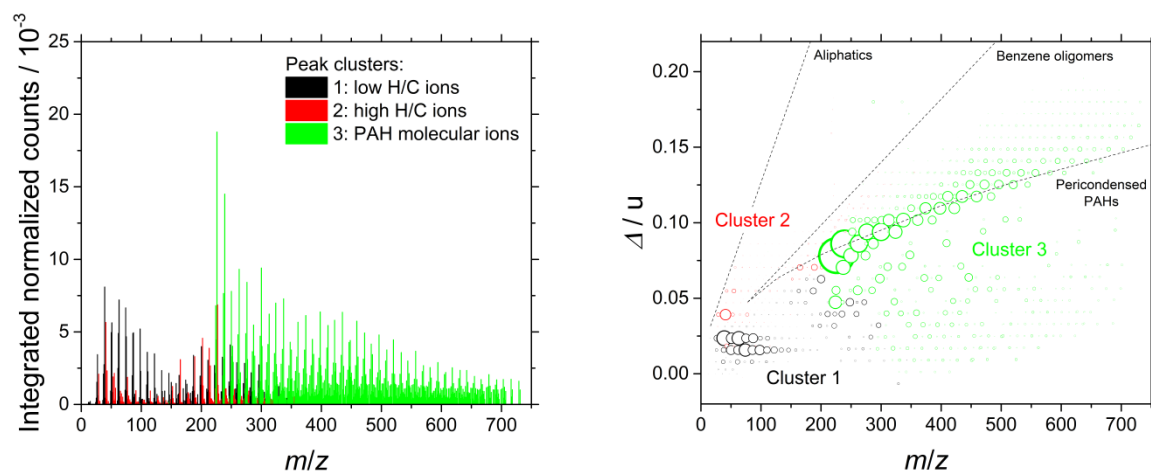 Integrated normalized counts / 10⁻³
25
20
15
10
5
0
Peak clusters:
1: low H/C ions
2: high H/C ions
3: PAH molecular ions
0 100 200 300 400 500 600 700
m/z
Δ / u
0.20
0.15
0.10
0.05
0.00
Aliphatics
Benzene oligomers
Pericondensed
PAHs
Cluster 2
Cluster 3
Cluster 1
0 100 200 300 400 500 600 700
m/z